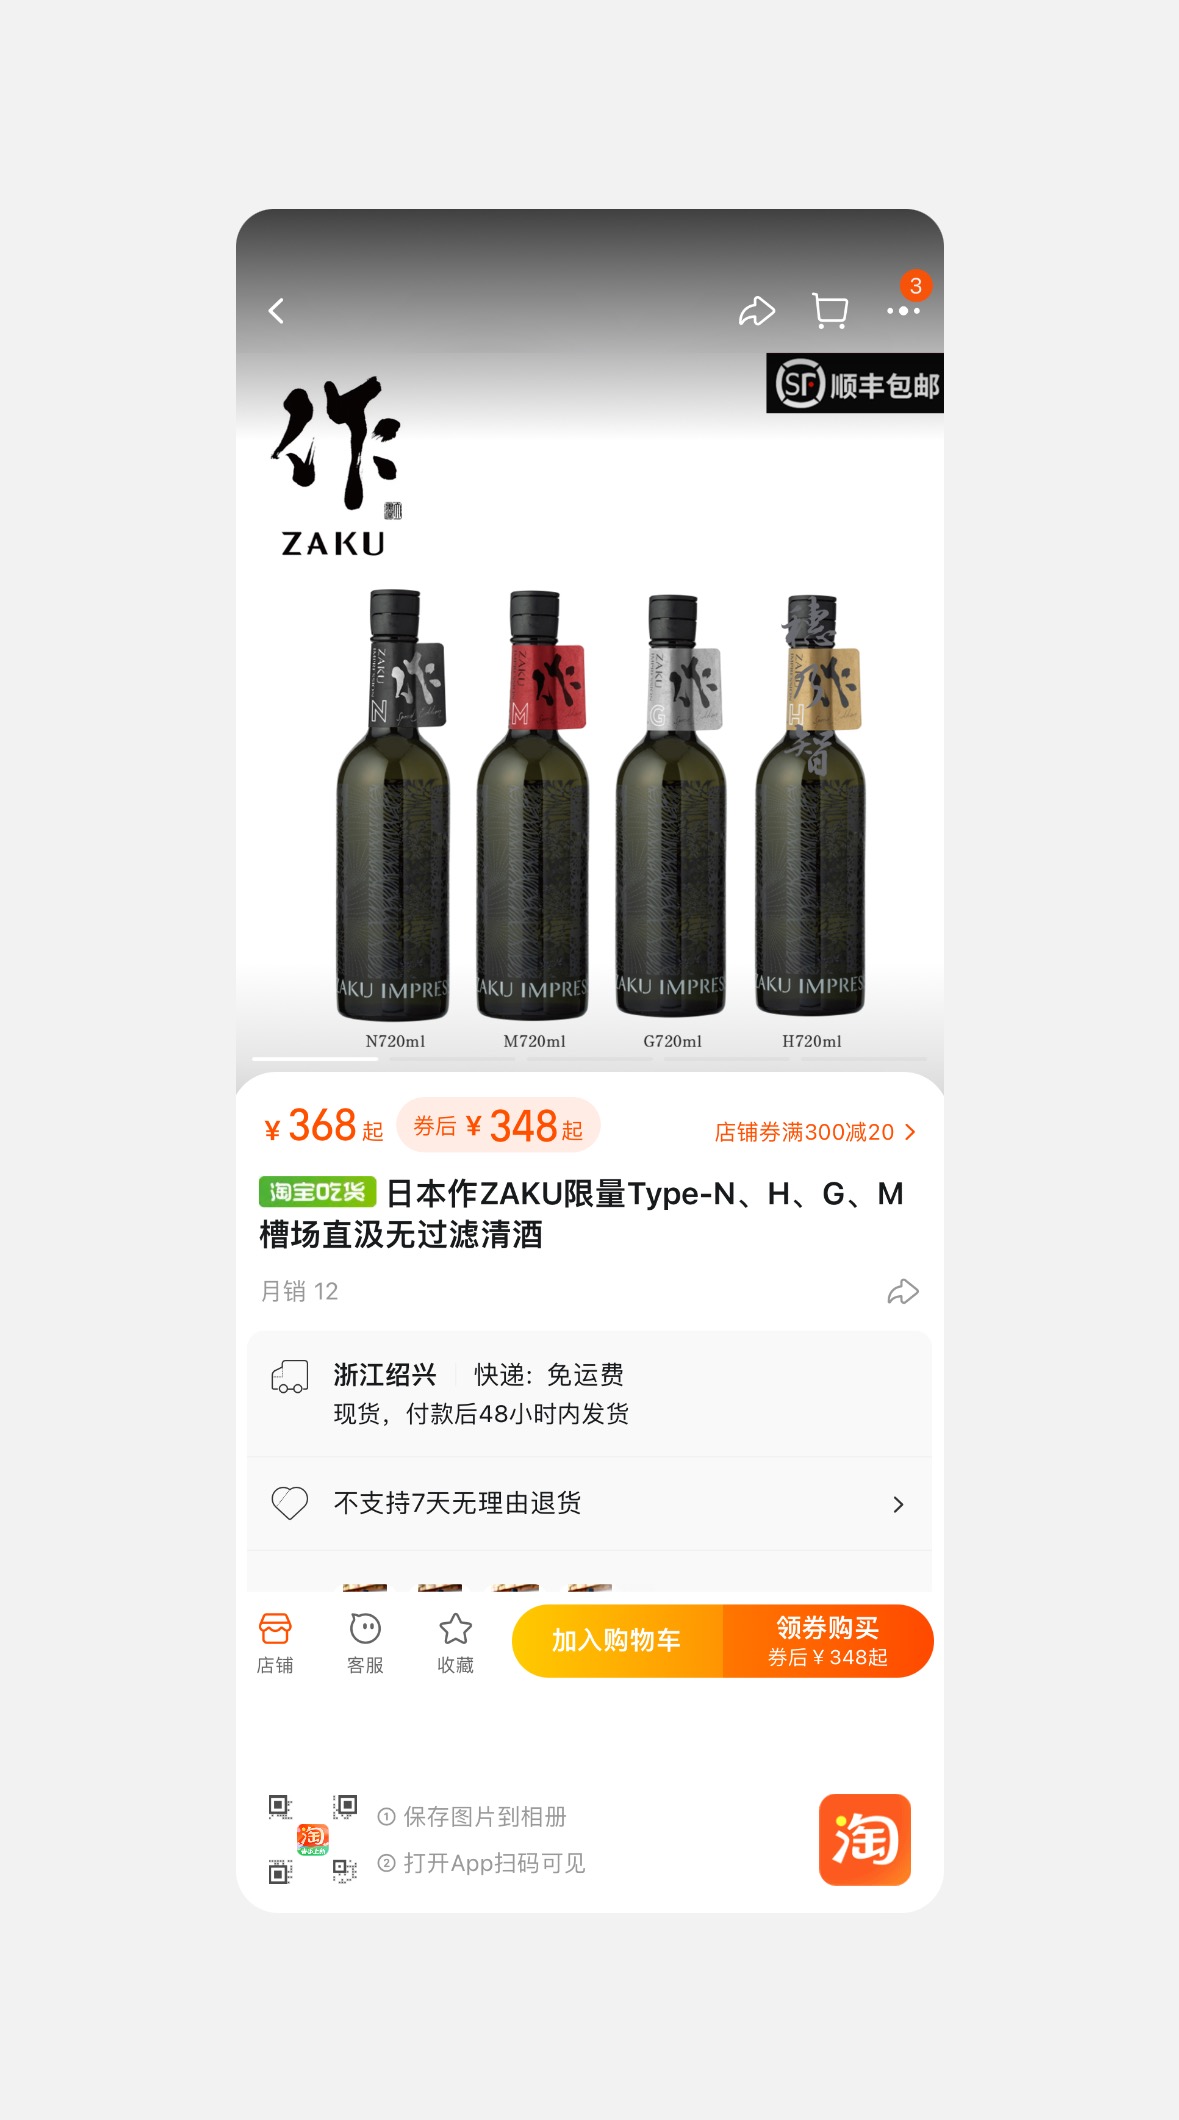 3
SF 顺丰包邮
作
ZAKU
ZAKU
作
N
ZAKU
作
M
ZAKU
作
G
穂乃智
ZAKU
作
H
ZAKU IMPRES
ZAKU IMPRES
ZAKU IMPRES
ZAKU IMPRES
N720ml
M720ml
G720ml
H720ml
¥ 368 起
券后 ¥ 348 起
店铺券满300减20
淘宝吃货 日本作ZAKU限量Type-N、H、G、M
槽场直汲无过滤清酒
月销 12
浙江绍兴 快递: 免运费
现货，付款后48小时内发货
不支持7天无理由退货
店铺
客服
收藏
加入购物车
领券购买
券后¥348起
淘
① 保存图片到相册
② 打开App扫码可见
淘